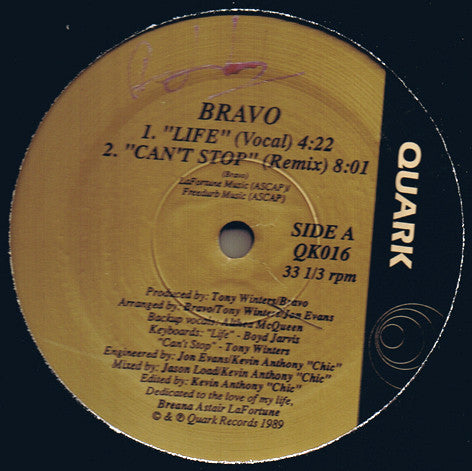 BRAVO
1. "LIFE" (Vocal) 4:22
2. "CAN'T STOP" (Remix) 8:01
(Bravo)
LaFortune Music (ASCAP)/
Freedurb Music (ASCAP)
SIDE A
QK016
33 1/3 rpm
QUARK
Produced by: Tony Winters/Bravo
Arranged by: Bravo/Tony Winters/Jon Evans
Backup vocals: Althea McQueen
Keyboards: "Life" - Boyd Jarvis
"Can't Stop" - Tony Winters
Engineered by: Jon Evans/Kevin Anthony "Chic"
Mixed by: Jason Load/Kevin Anthony "Chic"
Edited by: Kevin Anthony "Chic"
Dedicated to the love of my life,
Breana Astair LaFortune
© & ℗ Quark Records 1989